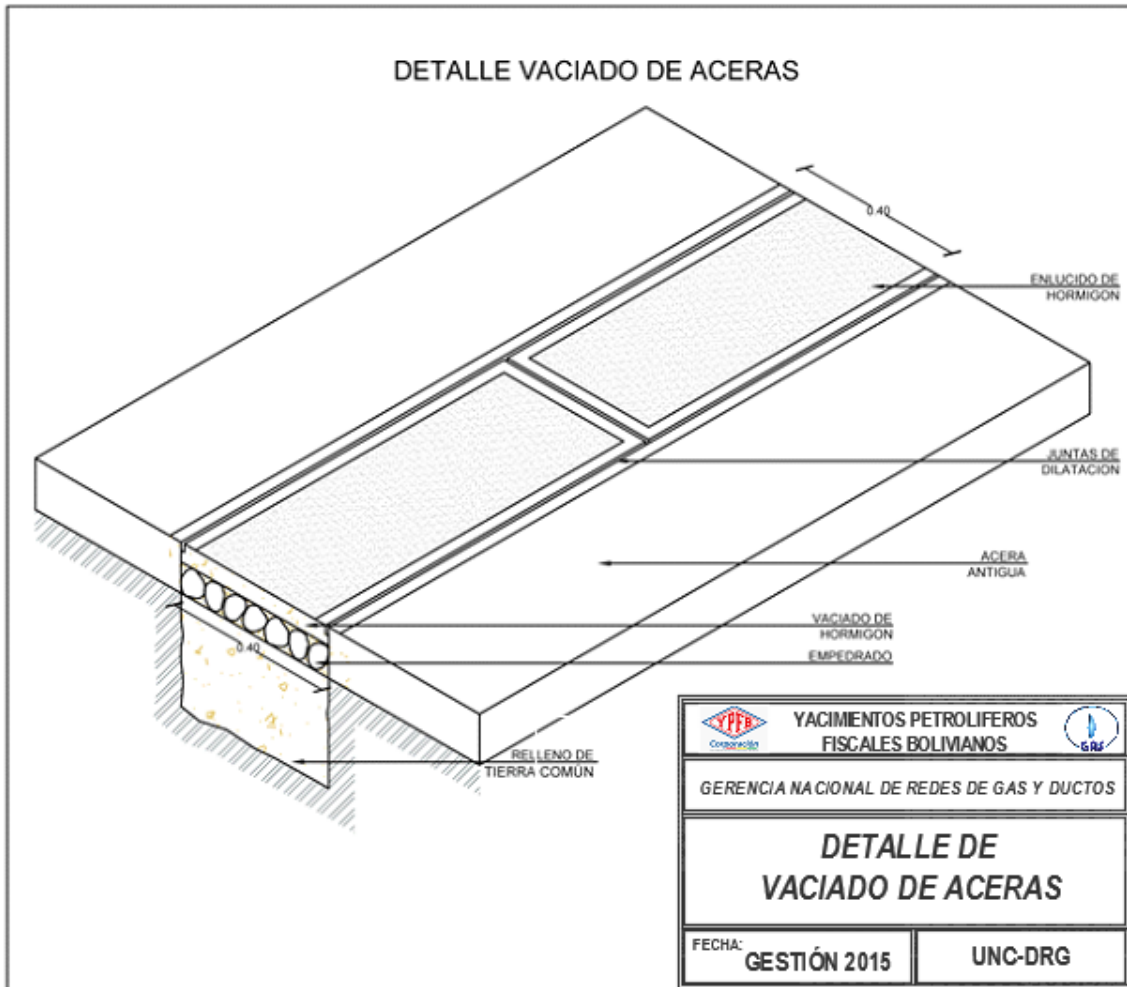 DETALLE VACIADO DE ACERAS
0.40
ENLUCIDO DE
HORMIGON
JUNTAS DE
DILATACION
ACERA
ANTIGUA
VACIADO DE
HORMIGON
0.40
EMPEDRADO
RELLENO DE
TIERRA COMÚN
YPFB
Corporación
YACIMIENTOS PETROLIFEROS
FISCALES BOLIVIANOS
GAS
GERENCIA NACIONAL DE REDES DE GAS Y DUCTOS
DETALLE DE
VACIADO DE ACERAS
FECHA:
GESTIÓN 2015
UNC-DRG